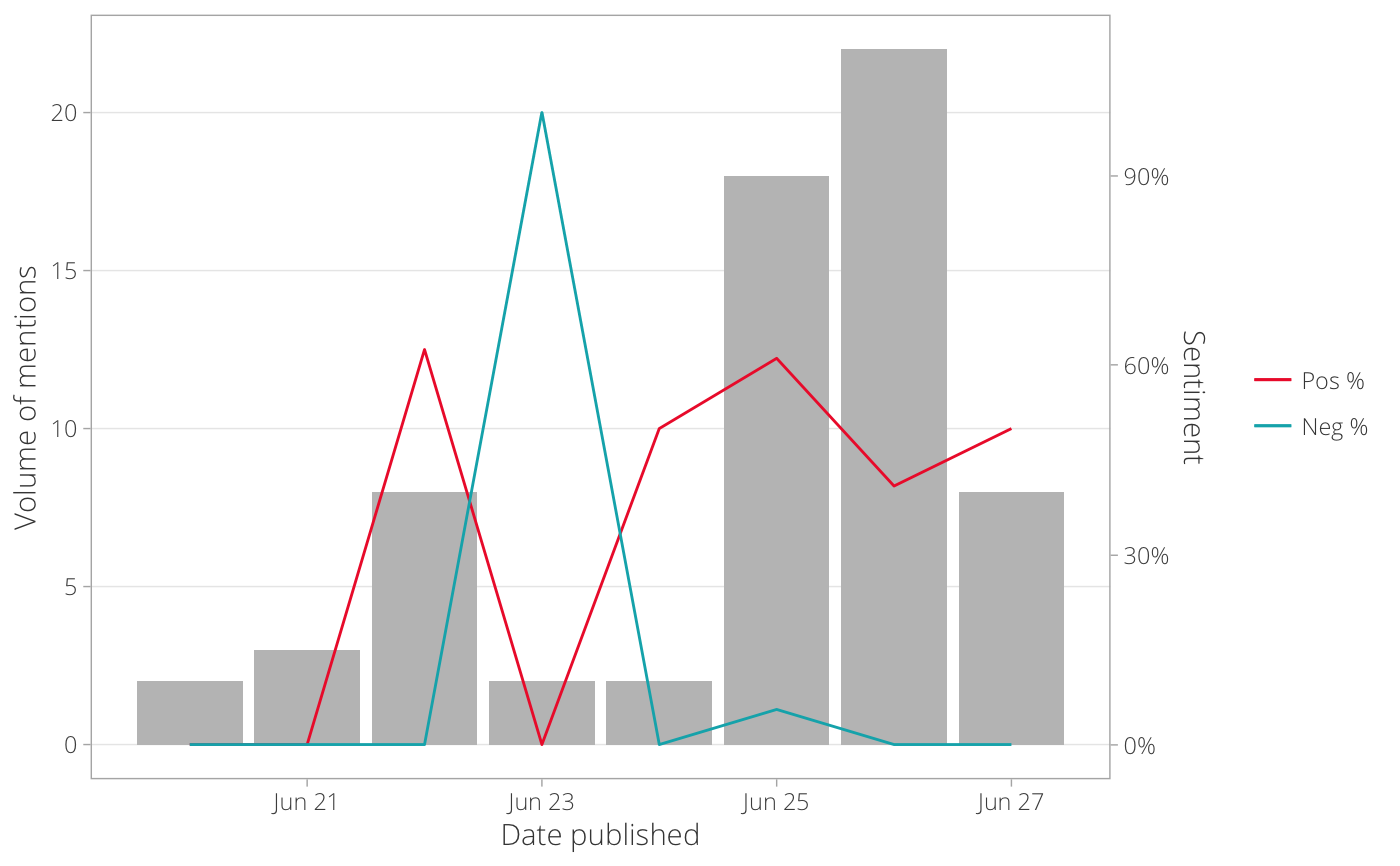 Volume of mentions
20
15
10
5
0
Jun 21
Jun 23
Jun 25
Jun 27
Date published
90%
60%
30%
0%
Sentiment
Pos %
Neg %